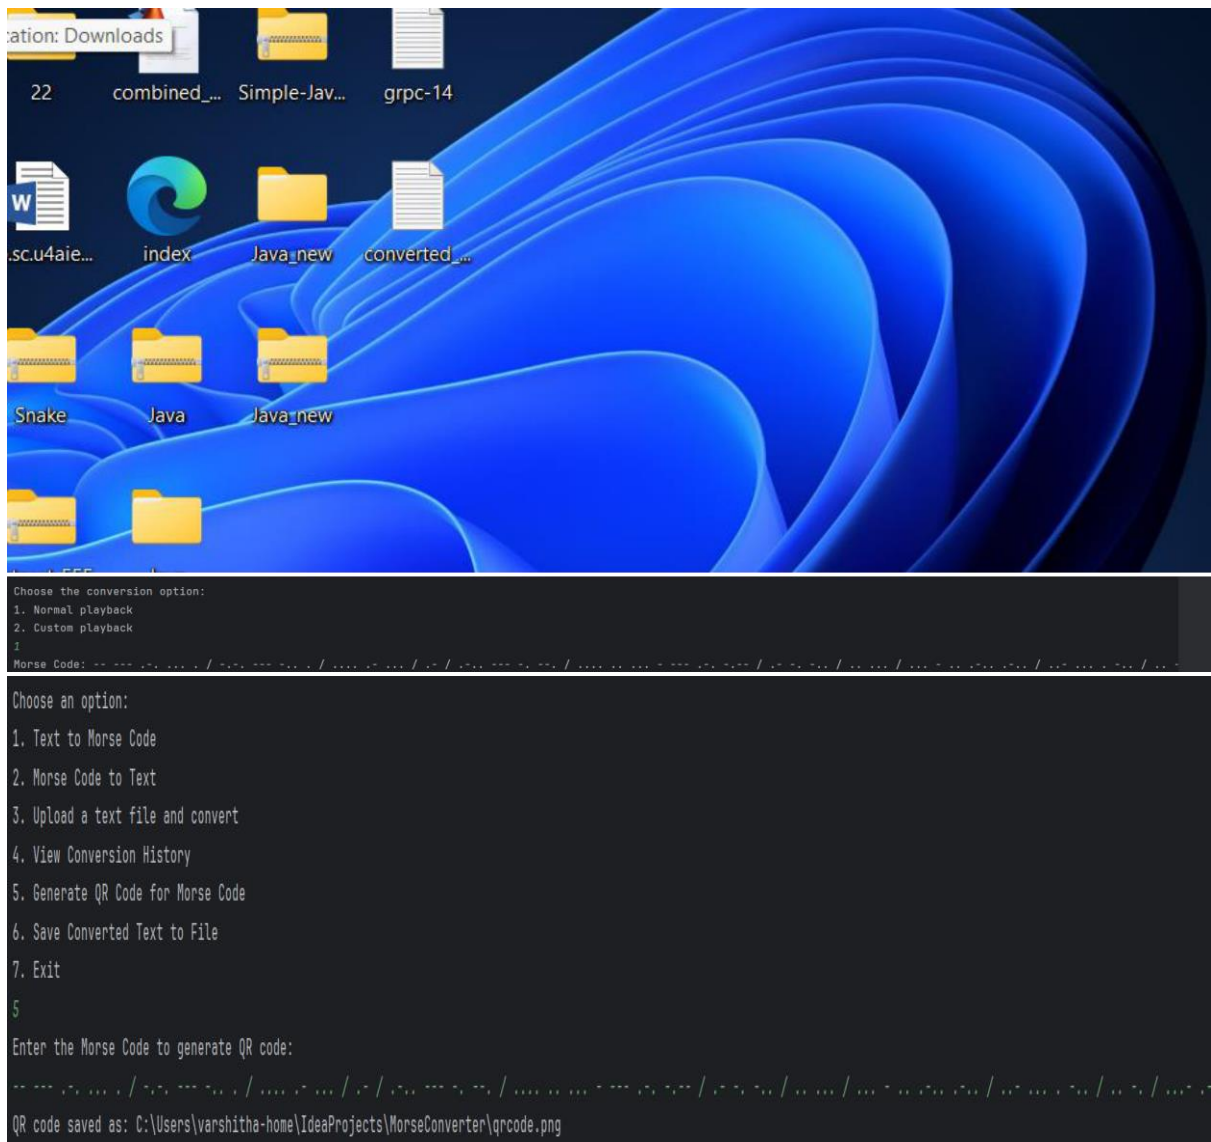 cation: Downloads
22 combined_... Simple-Jav... grpc-14
W
.sc.u4aie... index Java_new converted_...
Snake Java Java_new
Choose the conversion option:
1. Normal playback
2. Custom playback
1
Morse Code: -- --- .-. ... . / -.-. --- -.. . / .... .- ... / .- / .-.. --- -. --. / .... .. ... - --- .-. -.-- / .- -. -.. / .. ... / ... - .. .-.. .-.. / ..- ... . -.. / .. -
Choose an option:
1. Text to Morse Code
2. Morse Code to Text
3. Upload a text file and convert
4. View Conversion History
5. Generate QR Code for Morse Code
6. Save Converted Text to File
7. Exit
5
Enter the Morse Code to generate QR code:
-- --- .-. ... . / -.-. --- -.. . / .... .- ... / .- / .-.. --- -. --. / .... .. ... - --- .-. -.-- / .- -. -.. / .. ... / ... - .. .-.. .-.. / ..- ... . -.. / .. -. / ...- .-
QR code saved as: C:\Users\varshitha-home\IdeaProjects\MorseConverter\qrcode.png